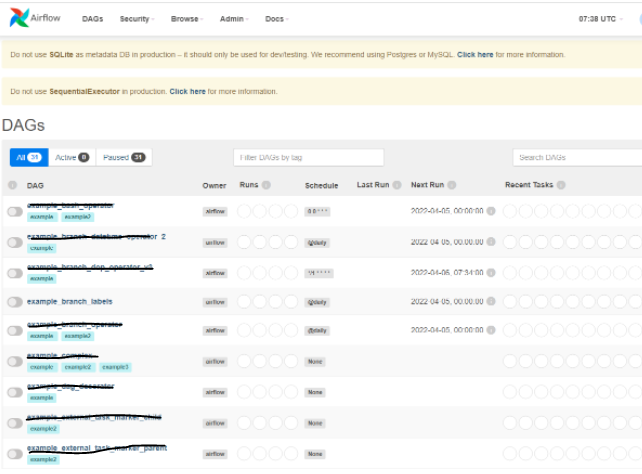 Airflow DAGs Security Browse Admin Docs 07:38 UTC
Do not use SQLite as metadata DB in production – it should only be used for dev/testing. We recommend using Postgres or MySQL. Click here for more information.
Do not use SequentialExecutor in production. Click here for more information.
DAGs
All 31 Active 0 Paused 31 Filter DAGs by tag Search DAGs
DAG Owner Runs Schedule Last Run Next Run Recent Tasks
example_bash_operator airflow 0 0 * * * 2022-04-05, 00:00:00
example example2
example_branch_datetime_operator_2 airflow @daily 2022-04-05, 00:00:00
example
example_branch_dop_operator_v3 airflow */1 * * * * 2022-04-06, 07:34:00
example
example_branch_labels airflow @daily 2022-04-05, 00:00:00
example_branch_operator airflow @daily 2022-04-05, 00:00:00
example example2
example_complex airflow None
example example2 example3
example_dag_decorator airflow None
example
example_external_task_marker_child airflow None
example2
example_external_task_marker_parent airflow None
example2